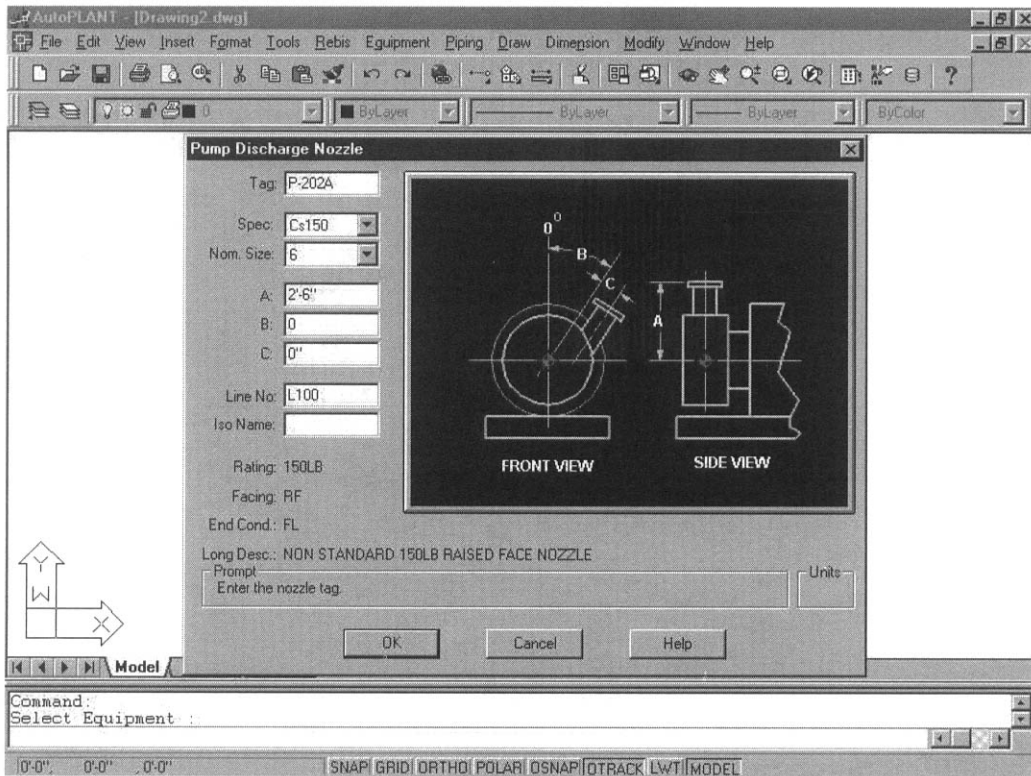 AutoPLANT - [Drawing2.dwg]
File Edit View Insert Format Tools Rebis Equipment Piping Draw Dimension Modify Window Help
0 ByLayer ByLayer ByLayer ByColor
Pump Discharge Nozzle
Tag: P-202A
Spec: Cs150
Nom. Size: 6
A: 2'-6"
B: 0
C: 0"
Line No: L100
Iso Name:
Rating: 150LB
Facing: RF
End Cond.: FL
Long Desc.: NON STANDARD 150LB RAISED FACE NOZZLE
0°
B
C
A
FRONT VIEW
SIDE VIEW
Prompt
Enter the nozzle tag.
Units
OK Cancel Help
Y
W
X
Model
Command:
Select Equipment :
0'-0", 0'-0" ,0'-0" SNAP GRID ORTHO POLAR OSNAP OTRACK LWT MODEL